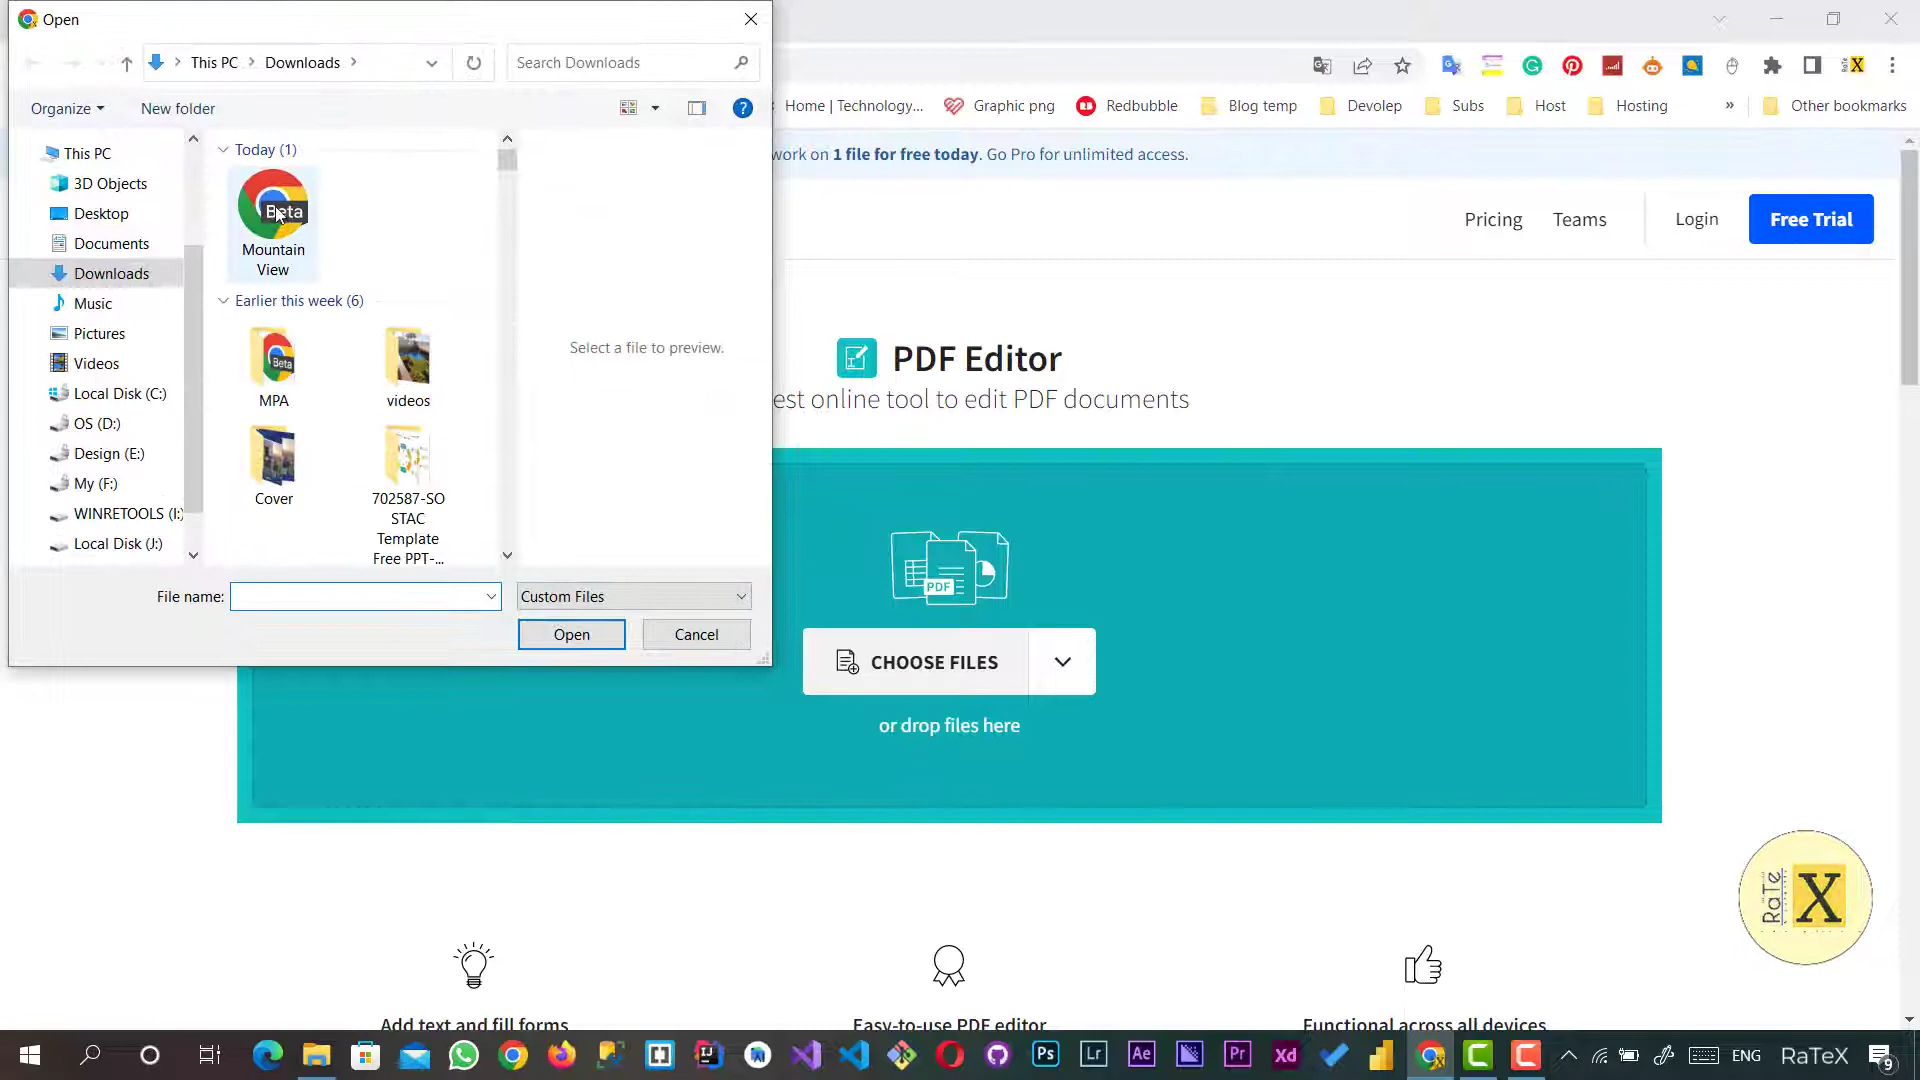 Open
This PC
Downloads
Search Downloads
Organize
New folder
This PC
3D Objects
Desktop
Documents
Downloads
Music
Pictures
Videos
Local Disk (C:)
OS (D:)
Design (E:)
My (F:)
WINRETOOLS (I:)
Local Disk (J:)
Today (1)
Beta
Mountain
View
Earlier this week (6)
Beta
MPA
videos
Cover
702587-SO
STAC
Template
Free PPT-...
Select a file to preview.
File name:
Custom Files
Open
Cancel
Home | Technology...
Graphic png
Redbubble
Blog temp
Devolep
Subs
Host
Hosting
»
Other bookmarks
work on 1 file for free today. Go Pro for unlimited access.
Pricing
Teams
Login
Free Trial
PDF Editor
est online tool to edit PDF documents
PDF
CHOOSE FILES
or drop files here
RaTe X
Add text and fill forms
Easy-to-use PDF editor
Functional across all devices
Ps
Lr
Ae
Pr
Xd
ENG
RaTeX
9